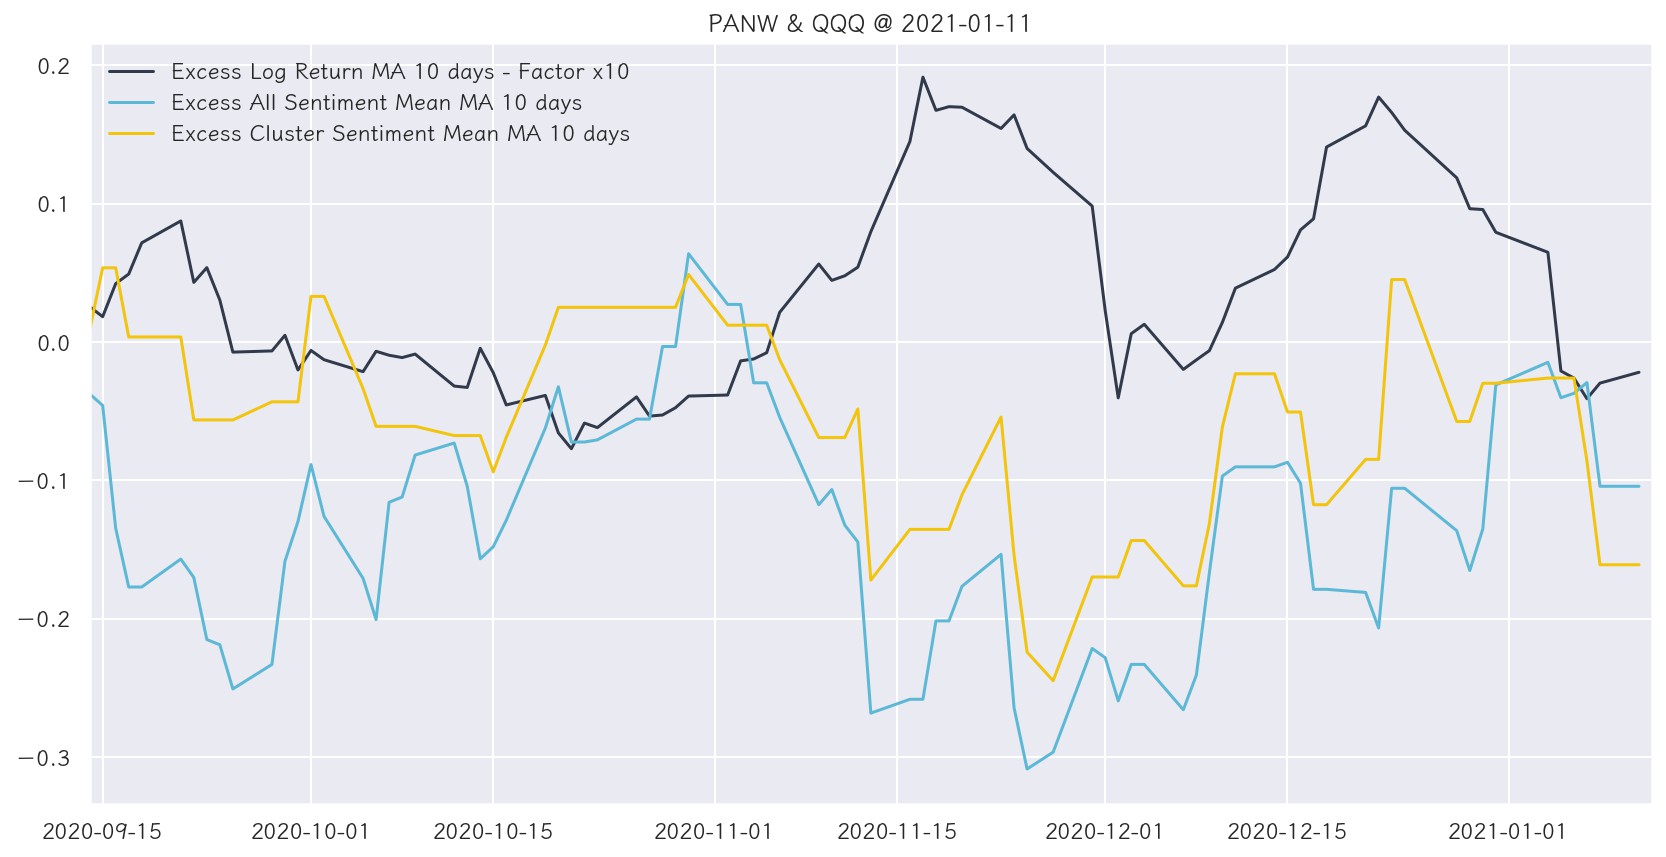 PANW & QQQ @ 2021-01-11
Excess Log Return MA 10 days - Factor x10
Excess All Sentiment Mean MA 10 days
Excess Cluster Sentiment Mean MA 10 days
0.2
0.1
0.0
−0.1
−0.2
−0.3
2020-09-15 2020-10-01 2020-10-15 2020-11-01 2020-11-15 2020-12-01 2020-12-15 2021-01-01